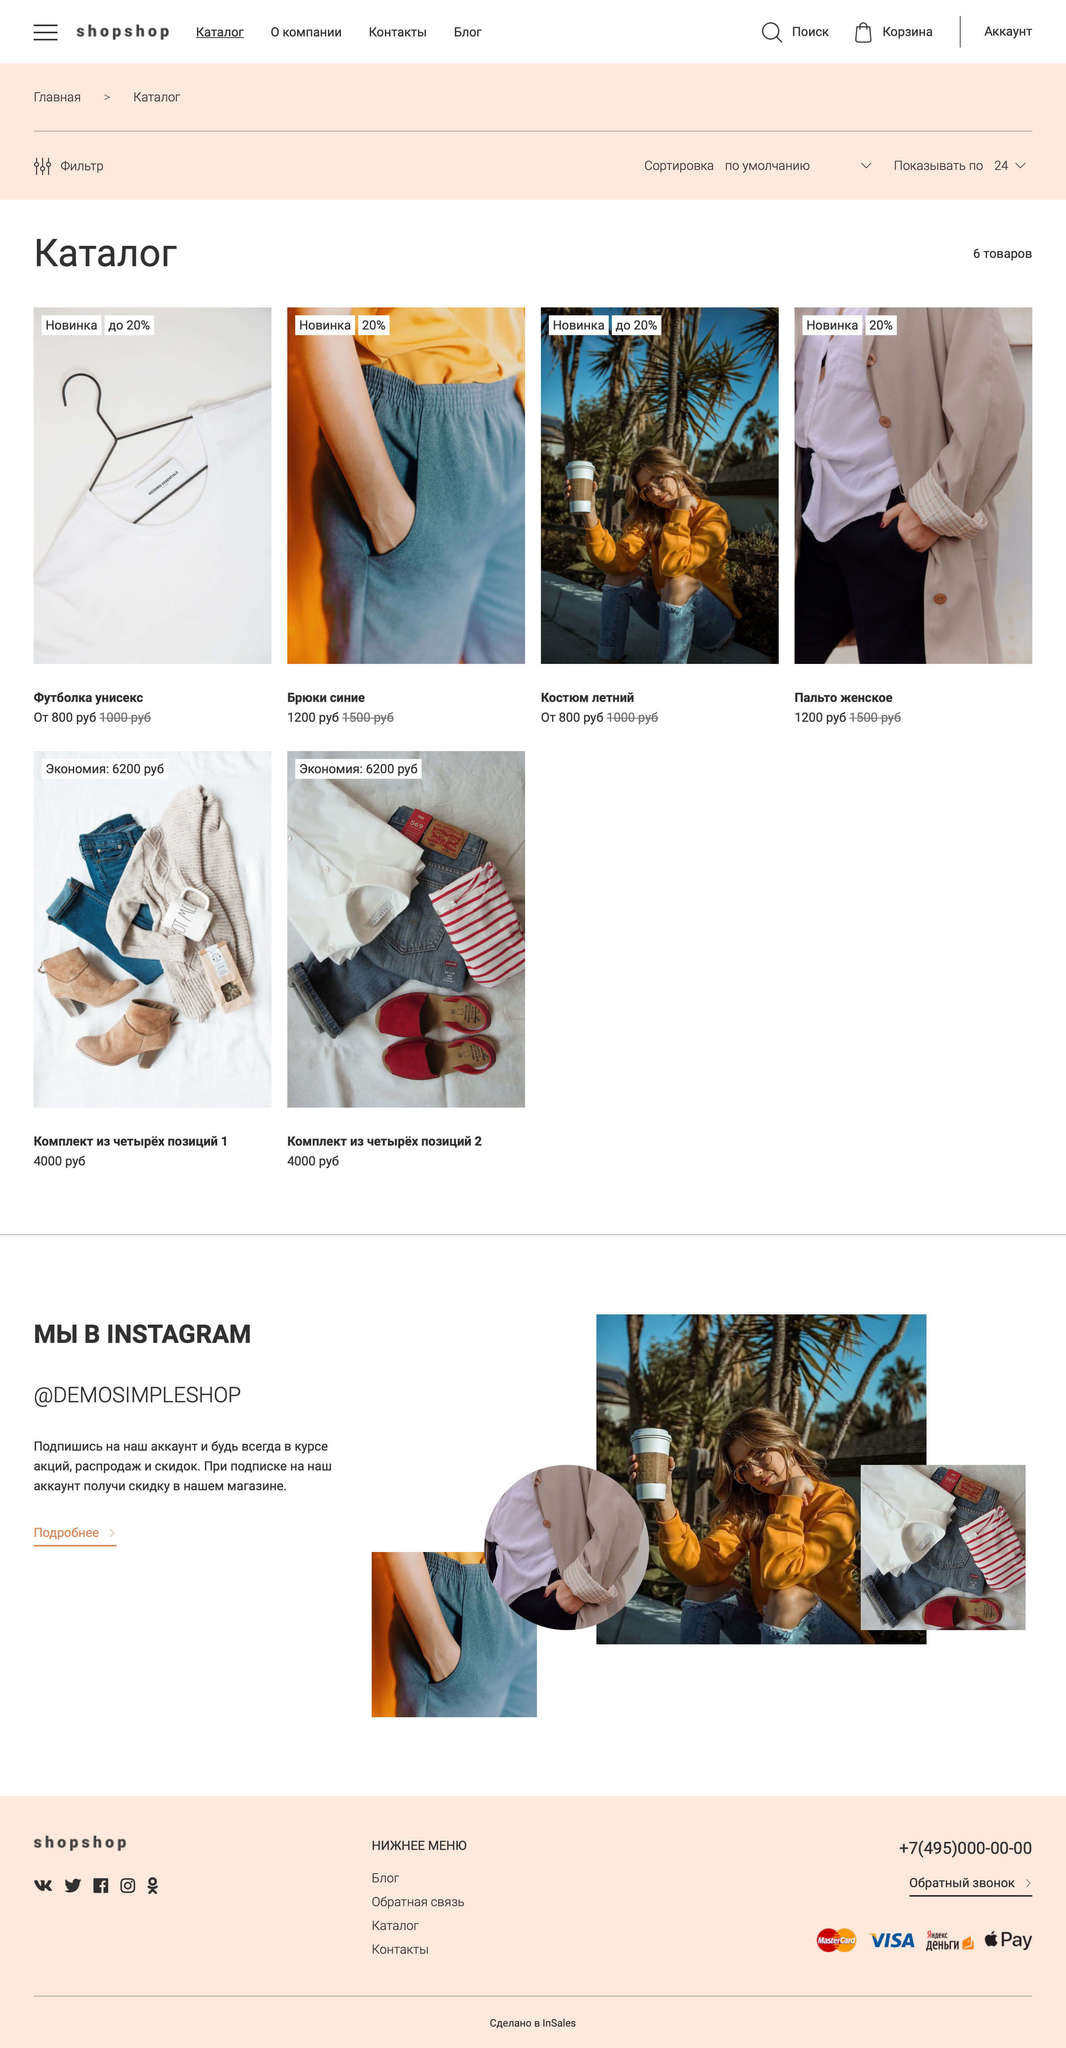 shopshop
Каталог
О компании
Контакты
Блог
Поиск
Корзина
Аккаунт
Главная > Каталог
Фильтр
Сортировка по умолчанию
Показывать по 24
Каталог
6 товаров
Новинка до 20%
Новинка 20%
Новинка до 20%
Новинка 20%
Футболка унисекс
От 800 руб 1000 руб
Брюки синие
1200 руб 1500 руб
Костюм летний
От 800 руб 1000 руб
Пальто женское
1200 руб 1500 руб
Экономия: 6200 руб
Экономия: 6200 руб
569
Комплект из четырёх позиций 1
4000 руб
Комплект из четырёх позиций 2
4000 руб
МЫ В INSTAGRAM
@DEMOSIMPLESHOP
Подпишись на наш аккаунт и будь всегда в курсе
акций, распродаж и скидок. При подписке на наш
аккаунт получи скидку в нашем магазине.
Подробнее
shopshop
НИЖНЕЕ МЕНЮ
Блог
Обратная связь
Каталог
Контакты
+7(495)000-00-00
Обратный звонок
MasterCard
VISA
Яндекс
деньги
Pay
Сделано в InSales